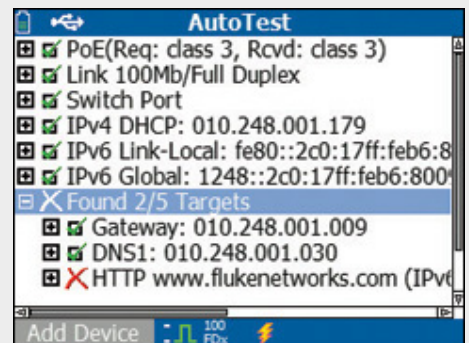 AutoTest
PoE(Req: class 3, Rcvd: class 3)
Link 100Mb/Full Duplex
Switch Port
IPv4 DHCP: 010.248.001.179
IPv6 Link-Local: fe80::2c0:17ff:feb6:8
IPv6 Global: 1248::2c0:17ff:feb6:800
Found 2/5 Targets
Gateway: 010.248.001.009
DNS1: 010.248.001.030
HTTP www.flukenetworks.com (IPv
Add Device
100
FDx